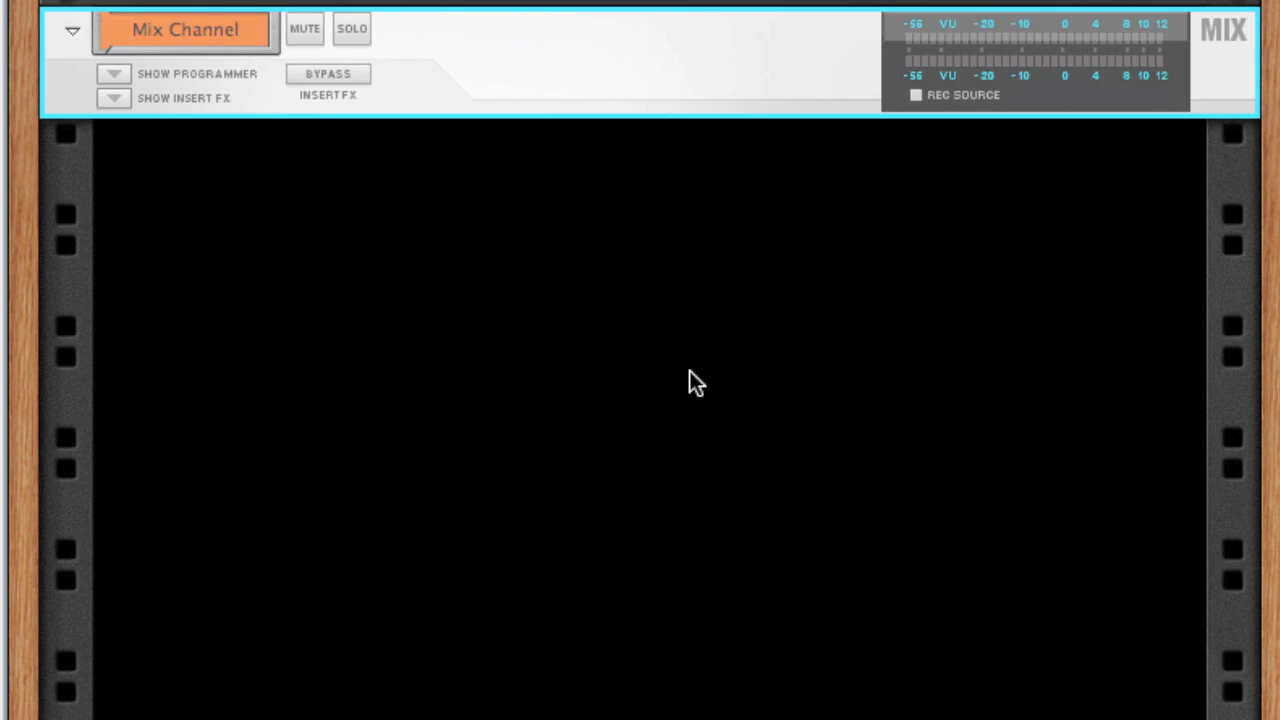 Mix Channel MUTE SOLO
-56 VU -20 -10 0 4 8 10 12
MIX
SHOW PROGRAMMER BYPASS
-56 VU -20 -10 0 4 8 10 12
SHOW INSERT FX INSERT FX
REC SOURCE